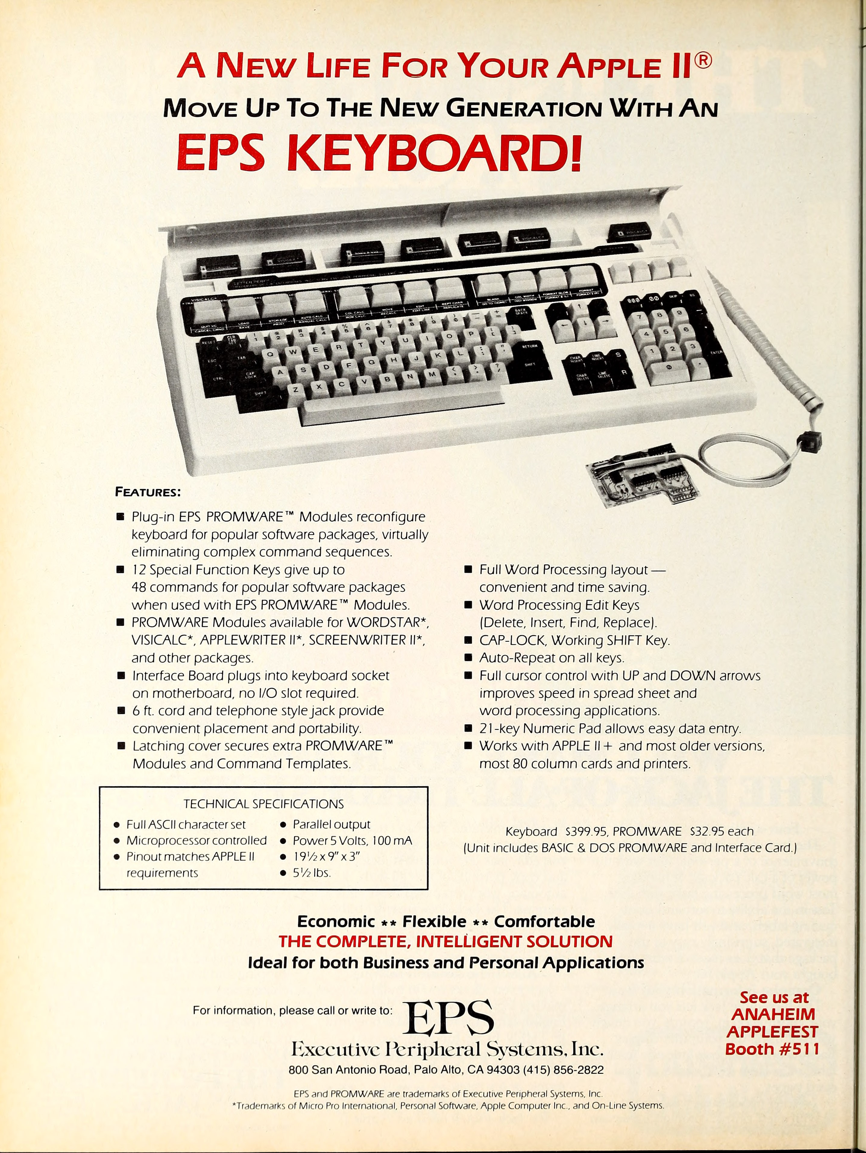 A NEW LIFE FOR YOUR APPLE II®
MOVE UP TO THE NEW GENERATION WITH AN
EPS KEYBOARD!
FEATURES:
■ Plug-in EPS PROMWARE™ Modules reconfigure
keyboard for popular software packages, virtually
eliminating complex command sequences.
■ 12 Special Function Keys give up to
48 commands for popular software packages
when used with EPS PROMWARE™ Modules.
■ PROMWARE Modules available for WORDSTAR*,
VISICALC*, APPLEWRITER II*, SCREENWRITER II*,
and other packages.
■ Interface Board plugs into keyboard socket
on motherboard, no I/O slot required.
■ 6 ft. cord and telephone style jack provide
convenient placement and portability.
■ Latching cover secures extra PROMWARE™
Modules and Command Templates.
■ Full Word Processing layout —
convenient and time saving.
■ Word Processing Edit Keys
(Delete, Insert, Find, Replace).
■ CAP-LOCK, Working SHIFT Key.
■ Auto-Repeat on all keys.
■ Full cursor control with UP and DOWN arrows
improves speed in spread sheet and
word processing applications.
■ 21-key Numeric Pad allows easy data entry.
■ Works with APPLE II + and most older versions,
most 80 column cards and printers.
TECHNICAL SPECIFICATIONS
● Full ASCII character set
● Microprocessor controlled
● Pinout matches APPLE II
requirements
● Parallel output
● Power 5 Volts, 100 mA
● 19½ x 9" x 3"
● 5½ lbs.
Keyboard $399.95, PROMWARE $32.95 each
(Unit includes BASIC & DOS PROMWARE and Interface Card.)
Economic ** Flexible ** Comfortable
THE COMPLETE, INTELLIGENT SOLUTION
Ideal for both Business and Personal Applications
For information, please call or write to: EPS
Executive Peripheral Systems, Inc.
800 San Antonio Road, Palo Alto, CA 94303 (415) 856-2822
See us at
ANAHEIM
APPLEFEST
Booth #511
EPS and PROMWARE are trademarks of Executive Peripheral Systems, Inc.
*Trademarks of Micro Pro International, Personal Software, Apple Computer Inc., and On-Line Systems.